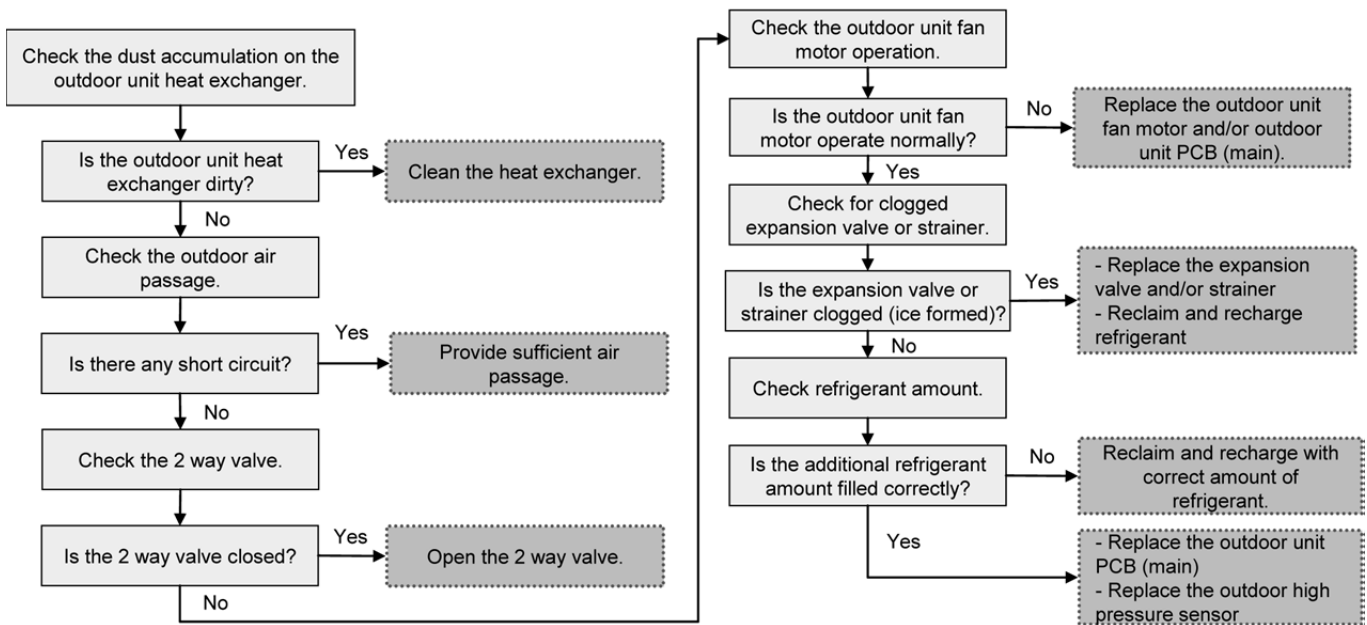 Check the dust accumulation on the
outdoor unit heat exchanger.
Is the outdoor unit heat
exchanger dirty?
Yes
Clean the heat exchanger.
No
Check the outdoor air
passage.
Is there any short circuit?
Yes
Provide sufficient air
passage.
No
Check the 2 way valve.
Is the 2 way valve closed?
Yes
Open the 2 way valve.
No
Check the outdoor unit fan
motor operation.
Is the outdoor unit fan
motor operate normally?
No
Replace the outdoor unit
fan motor and/or outdoor
unit PCB (main).
Yes
Check for clogged
expansion valve or strainer.
Is the expansion valve or
strainer clogged (ice formed)?
Yes
- Replace the expansion
valve and/or strainer
- Reclaim and recharge
refrigerant
No
Check refrigerant amount.
Is the additional refrigerant
amount filled correctly?
No
Reclaim and recharge with
correct amount of
refrigerant.
Yes
- Replace the outdoor unit
PCB (main)
- Replace the outdoor high
pressure sensor